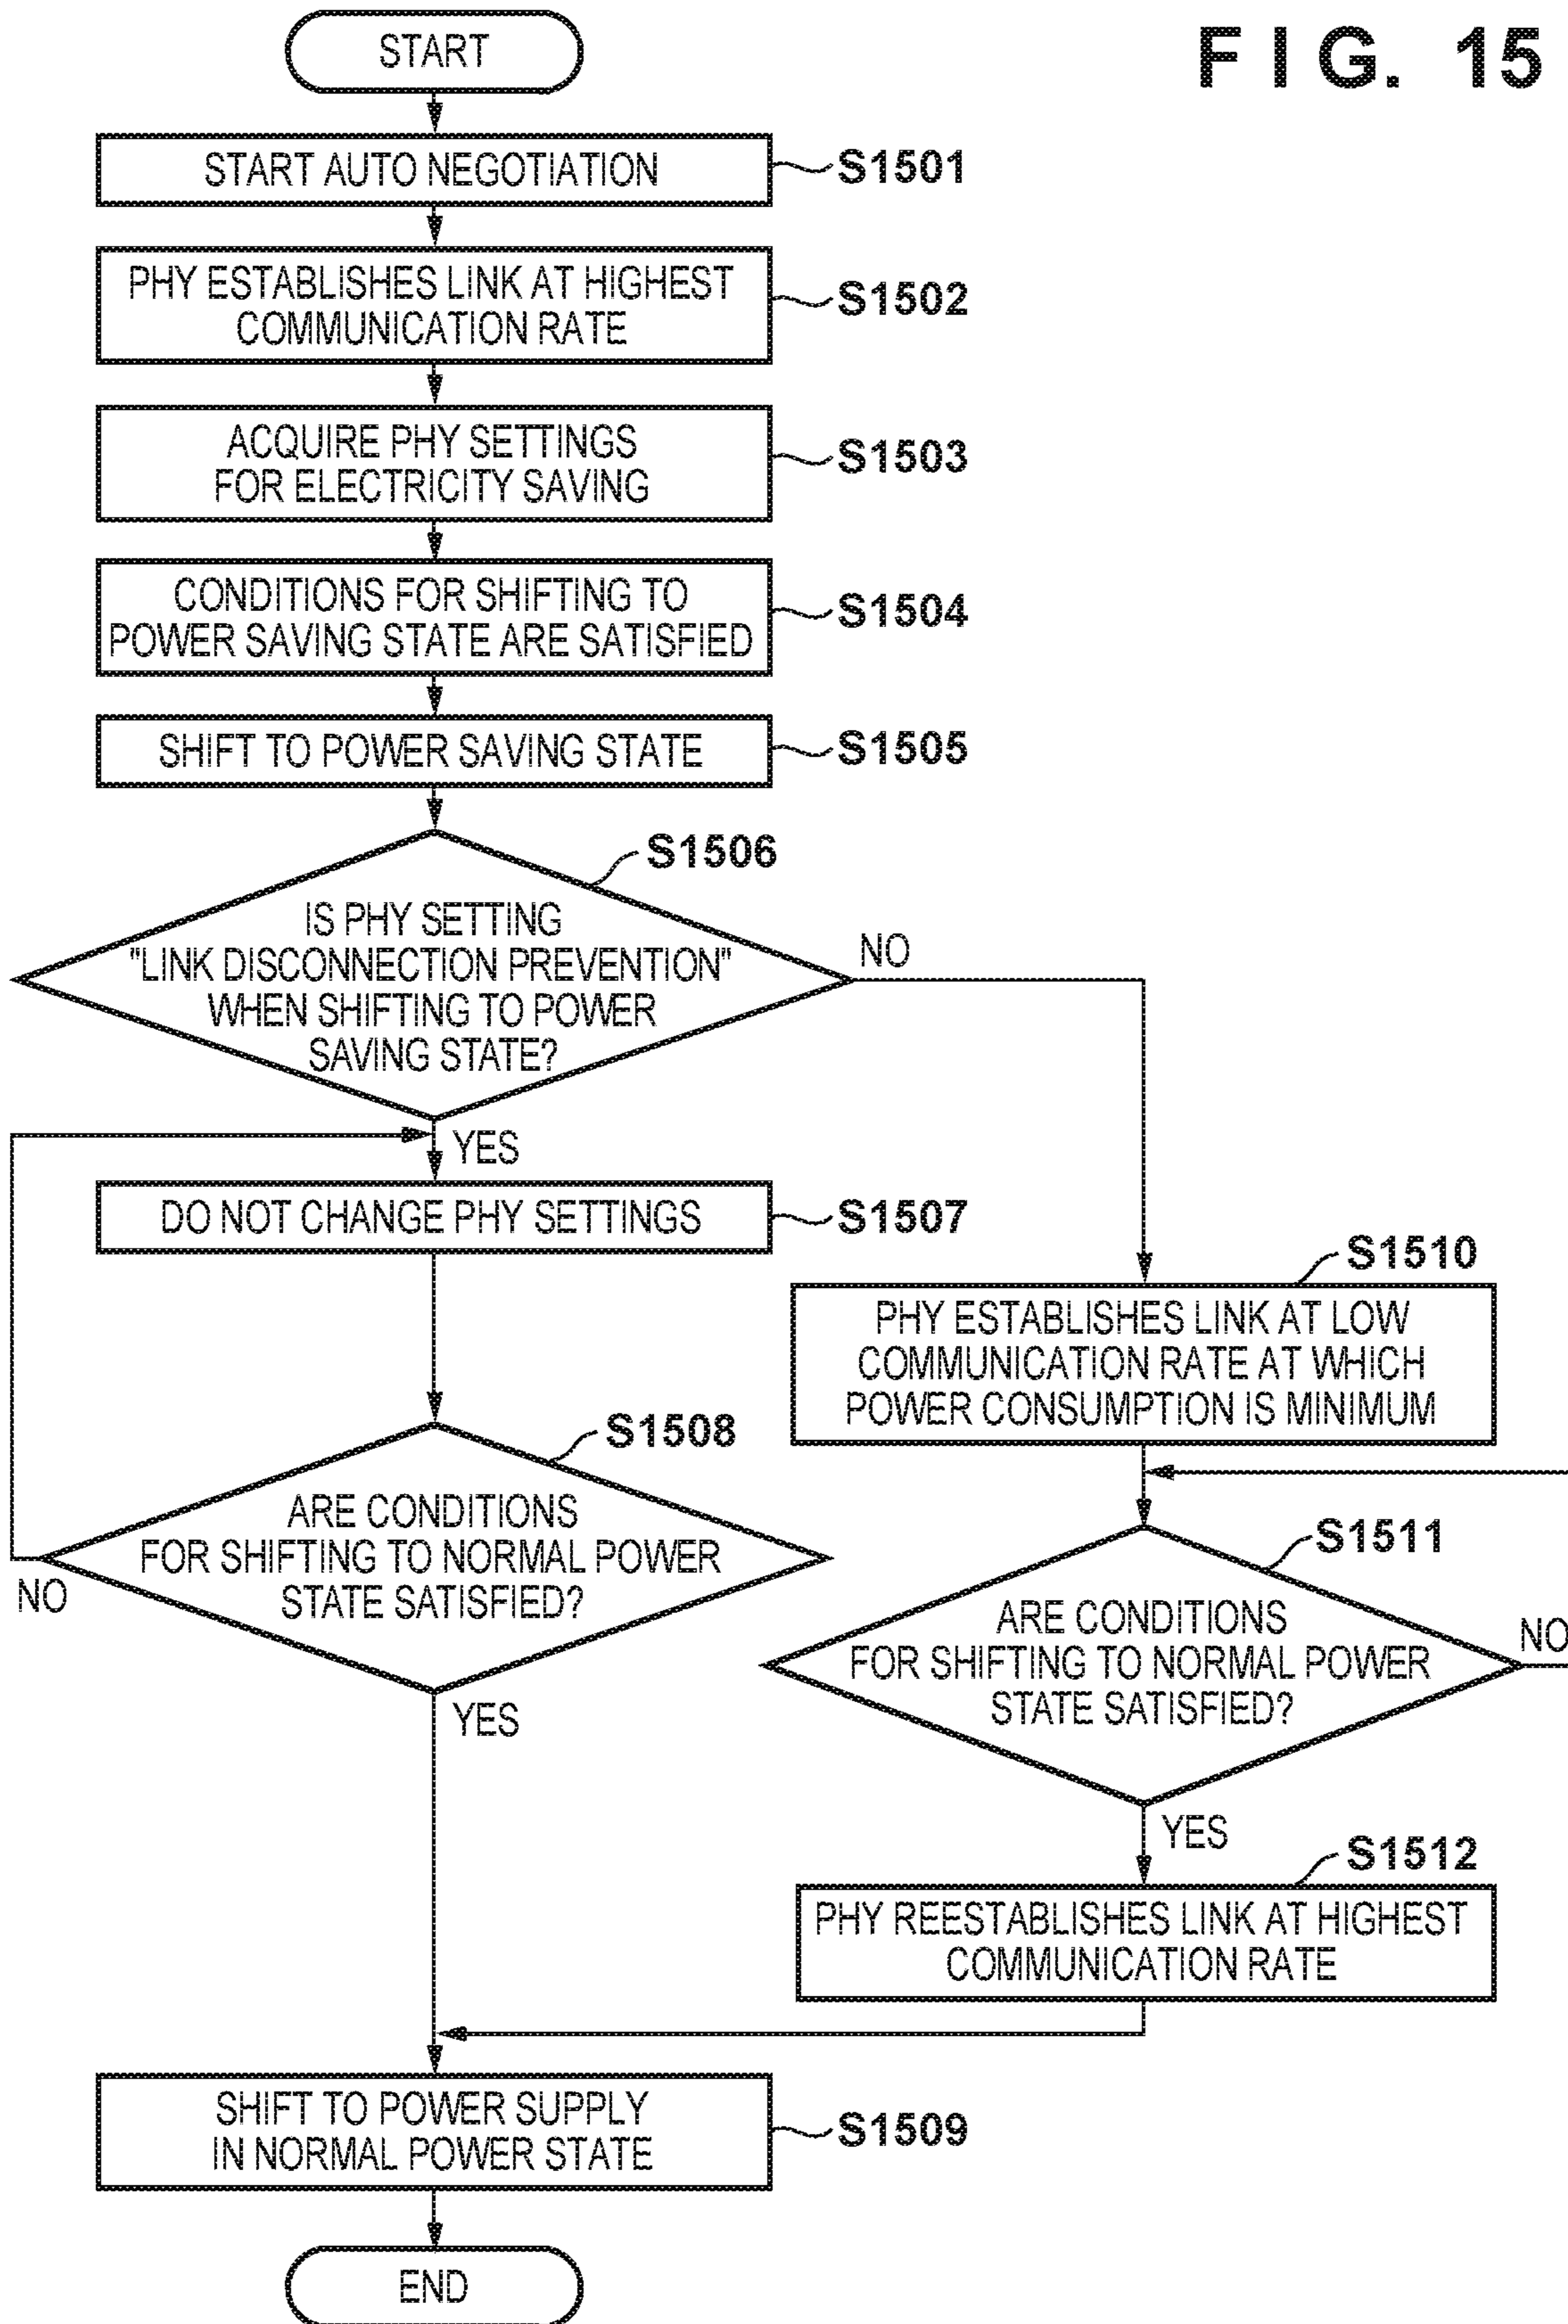 FIG. 15
START
START AUTO NEGOTIATION
S1501
PHY ESTABLISHES LINK AT HIGHEST
COMMUNICATION RATE
S1502
ACQUIRE PHY SETTINGS
FOR ELECTRICITY SAVING
S1503
CONDITIONS FOR SHIFTING TO
POWER SAVING STATE ARE SATISFIED
S1504
SHIFT TO POWER SAVING STATE
S1505
S1506
IS PHY SETTING
"LINK DISCONNECTION PREVENTION"
WHEN SHIFTING TO POWER
SAVING STATE?
NO
YES
DO NOT CHANGE PHY SETTINGS
S1507
S1510
PHY ESTABLISHES LINK AT LOW
COMMUNICATION RATE AT WHICH
POWER CONSUMPTION IS MINIMUM
S1508
ARE CONDITIONS
FOR SHIFTING TO NORMAL POWER
STATE SATISFIED?
NO
YES
S1511
ARE CONDITIONS
FOR SHIFTING TO NORMAL POWER
STATE SATISFIED?
NO
YES
S1512
PHY REESTABLISHES LINK AT HIGHEST
COMMUNICATION RATE
SHIFT TO POWER SUPPLY
IN NORMAL POWER STATE
S1509
END